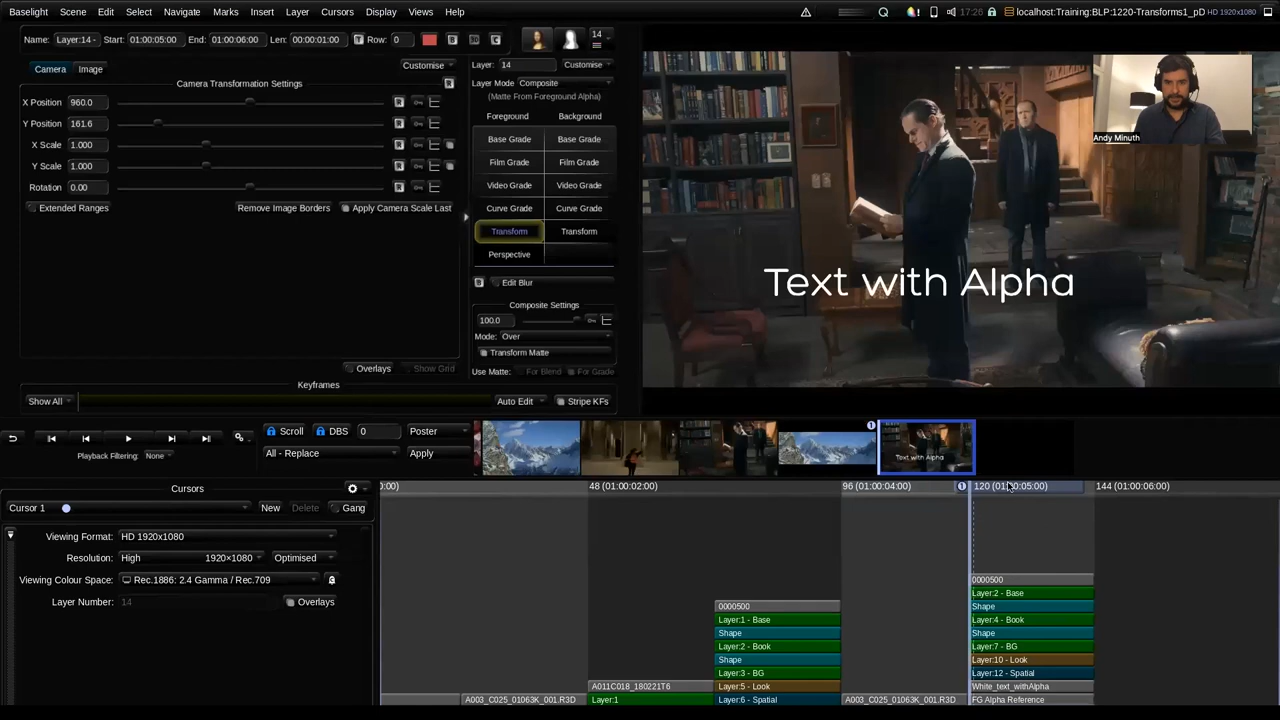 Baselight Scene Edit Select Navigate Marks Insert Layer Cursors Display Views Help
17:26 localhost:Training:BLP:1220-Transforms1_pD HD 1920x1080
Name: Layer:14 Start: 01:00:05:00 End: 01:00:06:00 Len: 00:00:01:00 Row: 0
14
Camera Image Customise
Layer: 14 Customise
Camera Transformation Settings
Layer Mode Composite
(Matte From Foreground Alpha)
X Position 960.0
Y Position 161.6
X Scale 1.000
Y Scale 1.000
Rotation 0.00
Extended Ranges Remove Image Borders Apply Camera Scale Last
Foreground Background
Base Grade Base Grade
Film Grade Film Grade
Video Grade Video Grade
Curve Grade Curve Grade
Transform Transform
Perspective
Edit Blur
Composite Settings
100.0
Mode: Over
Transform Matte
Use Matte: For Blend For Grade
Overlays Show Grid
Keyframes
Show All Auto Edit Stripe KFs
Andy Minuth
Text with Alpha
Scroll DBS 0 Poster
Playback Filtering: None All - Replace Apply
Text with Alpha
Cursors
Cursor 1 New Delete Gang
Viewing Format: HD 1920x1080
Resolution: High 1920×1080 Optimised
Viewing Colour Space: Rec.1886: 2.4 Gamma / Rec.709
Layer Number: 14 Overlays
:00) 48 (01:00:02:00) 96 (01:00:04:00) 120 (01:00:05:00) 144 (01:00:06:00)
A003_C025_01063K_001.R3D
A011C018_180221T6
Layer:1
0000500
Layer:1 - Base
Shape
Layer:2 - Book
Shape
Layer:3 - BG
Layer:5 - Look
Layer:6 - Spatial
A003_C025_01063K_001.R3D
0000500
Layer:2 - Base
Shape
Layer:4 - Book
Shape
Layer:7 - BG
Layer:10 - Look
Layer:12 - Spatial
White_text_withAlpha
FG Alpha Reference